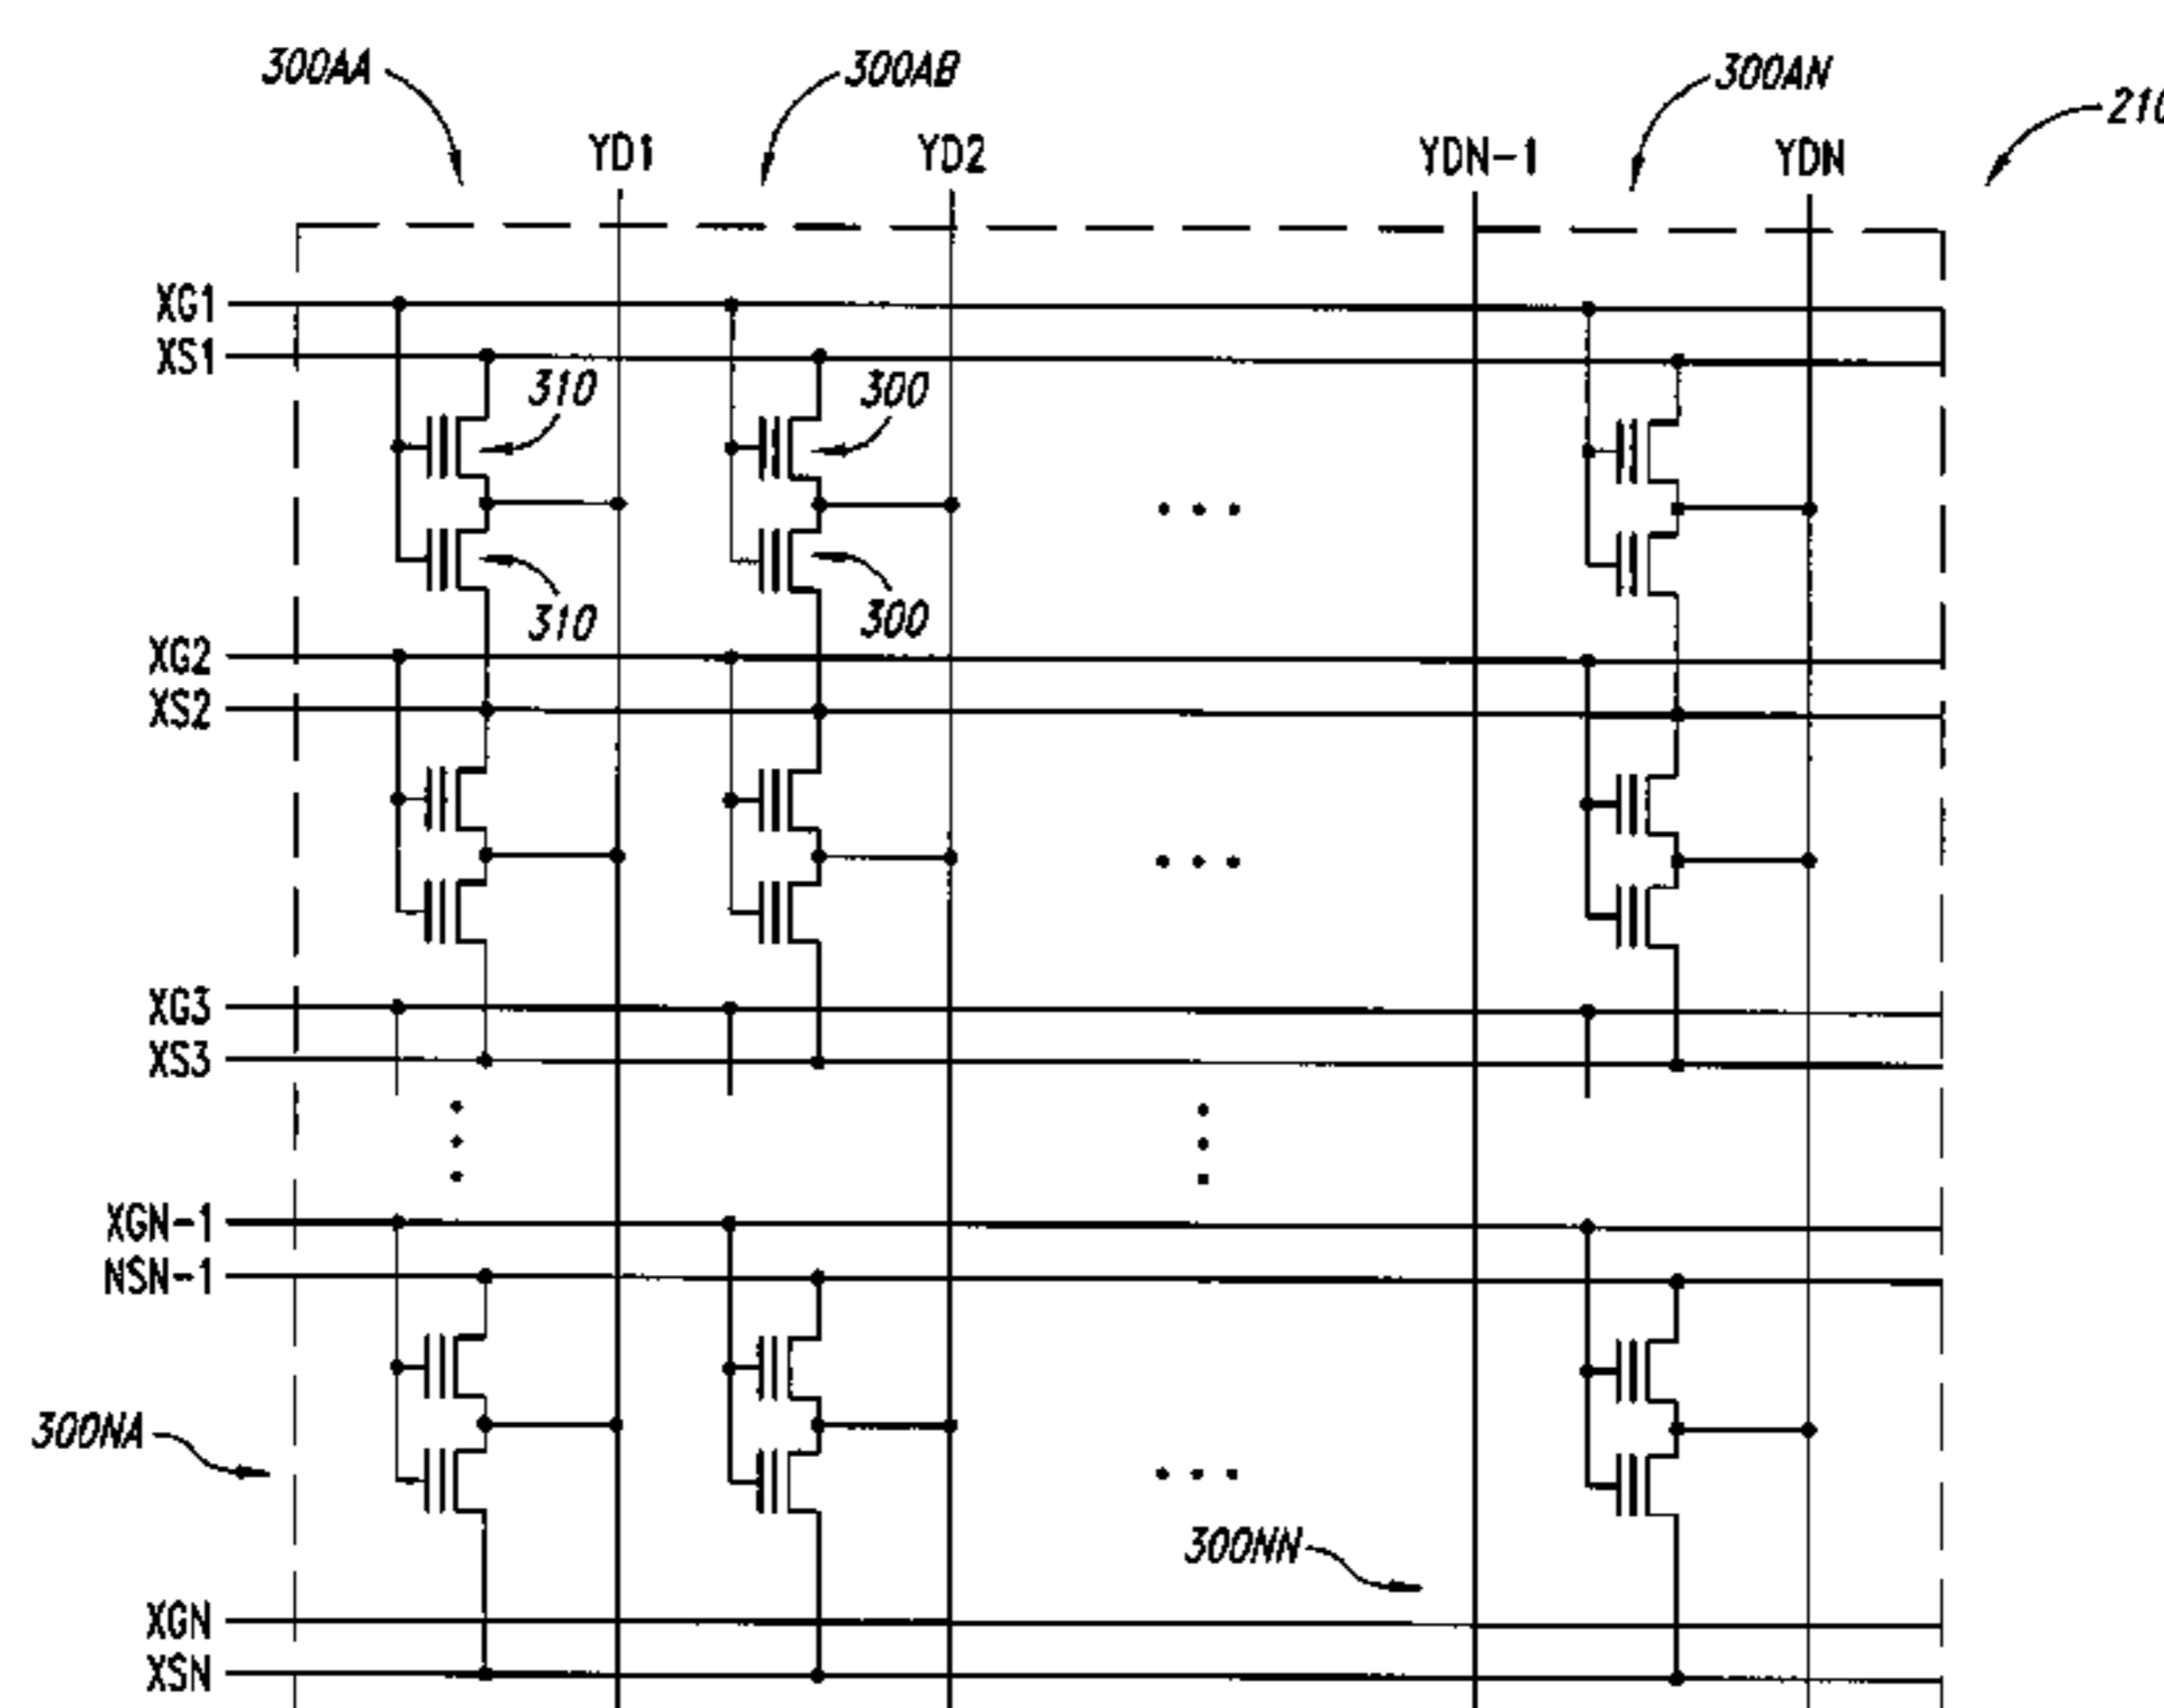 300AA
300AB
300AN
210
YD1
YD2
YDN-1
YDN
XG1
XS1
310
300
310
300
XG2
XS2
XG3
XS3
XGN-1
NSN-1
300NA
300NN
XGN
XSN